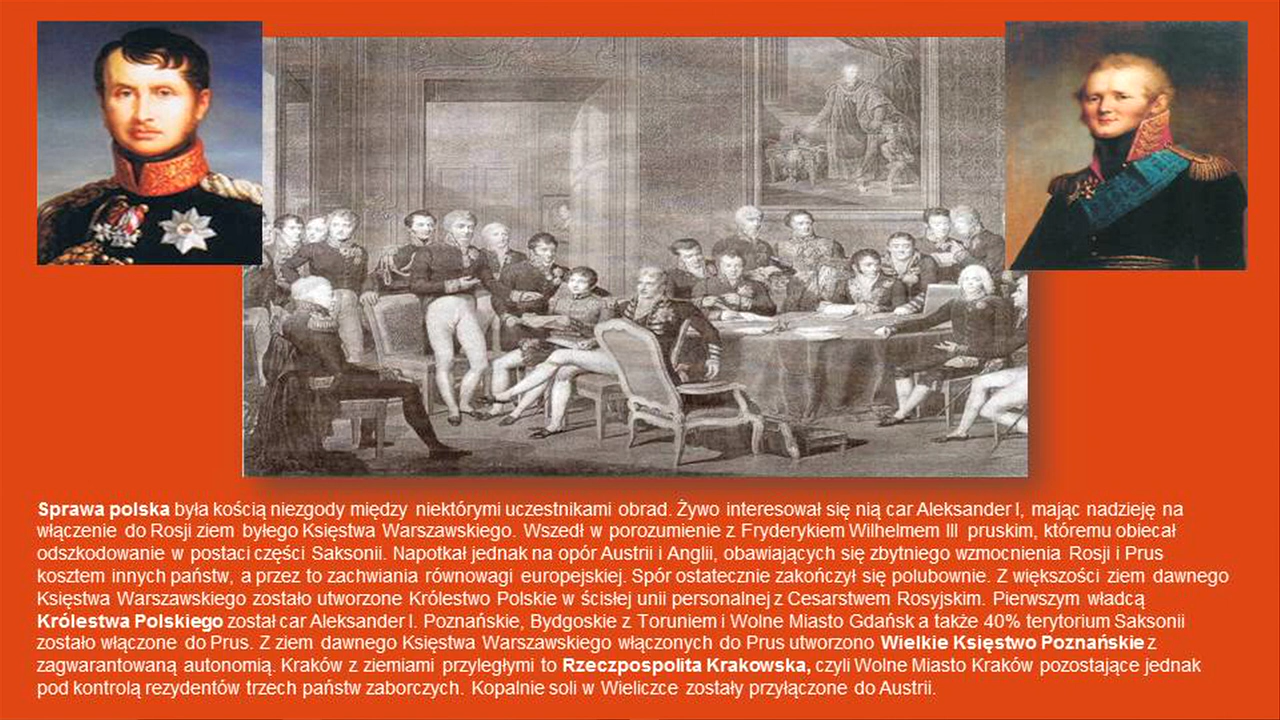 Sprawa polska była kością niezgody między niektórymi uczestnikami obrad. Żywo interesował się nią car Aleksander I, mając nadzieję na
włączenie do Rosji ziem byłego Księstwa Warszawskiego. Wszedł w porozumienie z Fryderykiem Wilhelmem III pruskim, któremu obiecał
odszkodowanie w postaci części Saksonii. Napotkał jednak na opór Austrii i Anglii, obawiających się zbytniego wzmocnienia Rosji i Prus
kosztem innych państw, a przez to zachwiania równowagi europejskiej. Spór ostatecznie zakończył się polubownie. Z większości ziem dawnego
Księstwa Warszawskiego zostało utworzone Królestwo Polskie w ścisłej unii personalnej z Cesarstwem Rosyjskim. Pierwszym władcą
Królestwa Polskiego został car Aleksander I. Poznańskie, Bydgoskie z Toruniem i Wolne Miasto Gdańsk a także 40% terytorium Saksonii
zostało włączone do Prus. Z ziem dawnego Księstwa Warszawskiego włączonych do Prus utworzono Wielkie Księstwo Poznańskie z
zagwarantowaną autonomią. Kraków z ziemiami przyległymi to Rzeczpospolita Krakowska, czyli Wolne Miasto Kraków pozostające jednak
pod kontrolą rezydentów trzech państw zaborczych. Kopalnie soli w Wieliczce zostały przyłączone do Austrii.